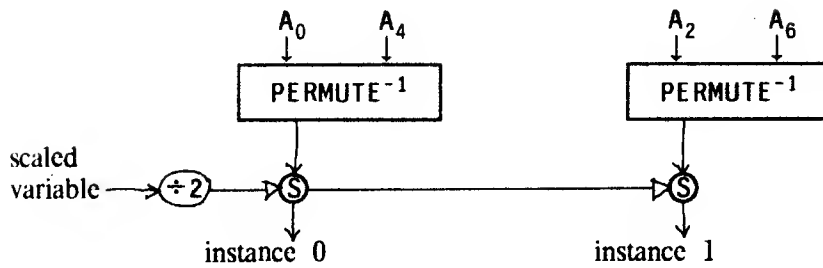 A₀ A₄ A₂ A₆
PERMUTE⁻¹ PERMUTE⁻¹
scaled
variable ÷2 S S
instance 0 instance 1